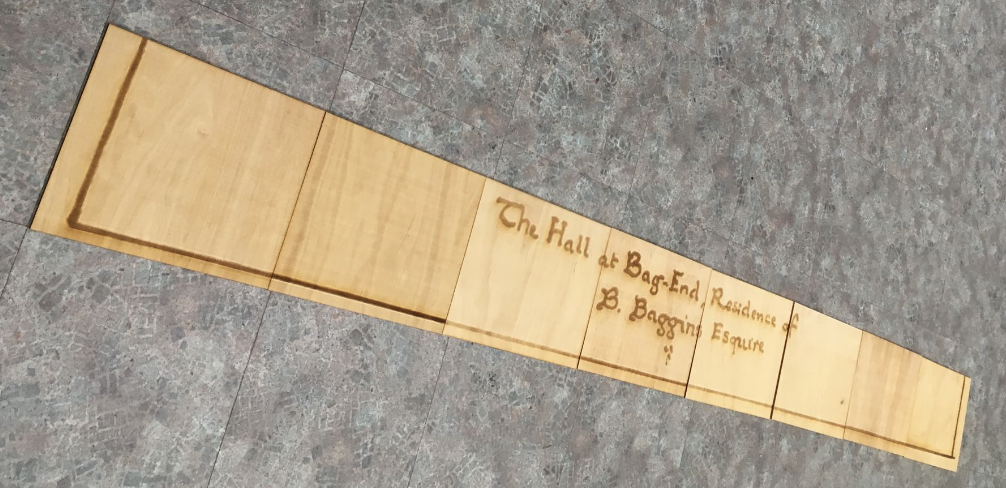 The Hall at Bag-End, Residence of
B. Baggins Esquire